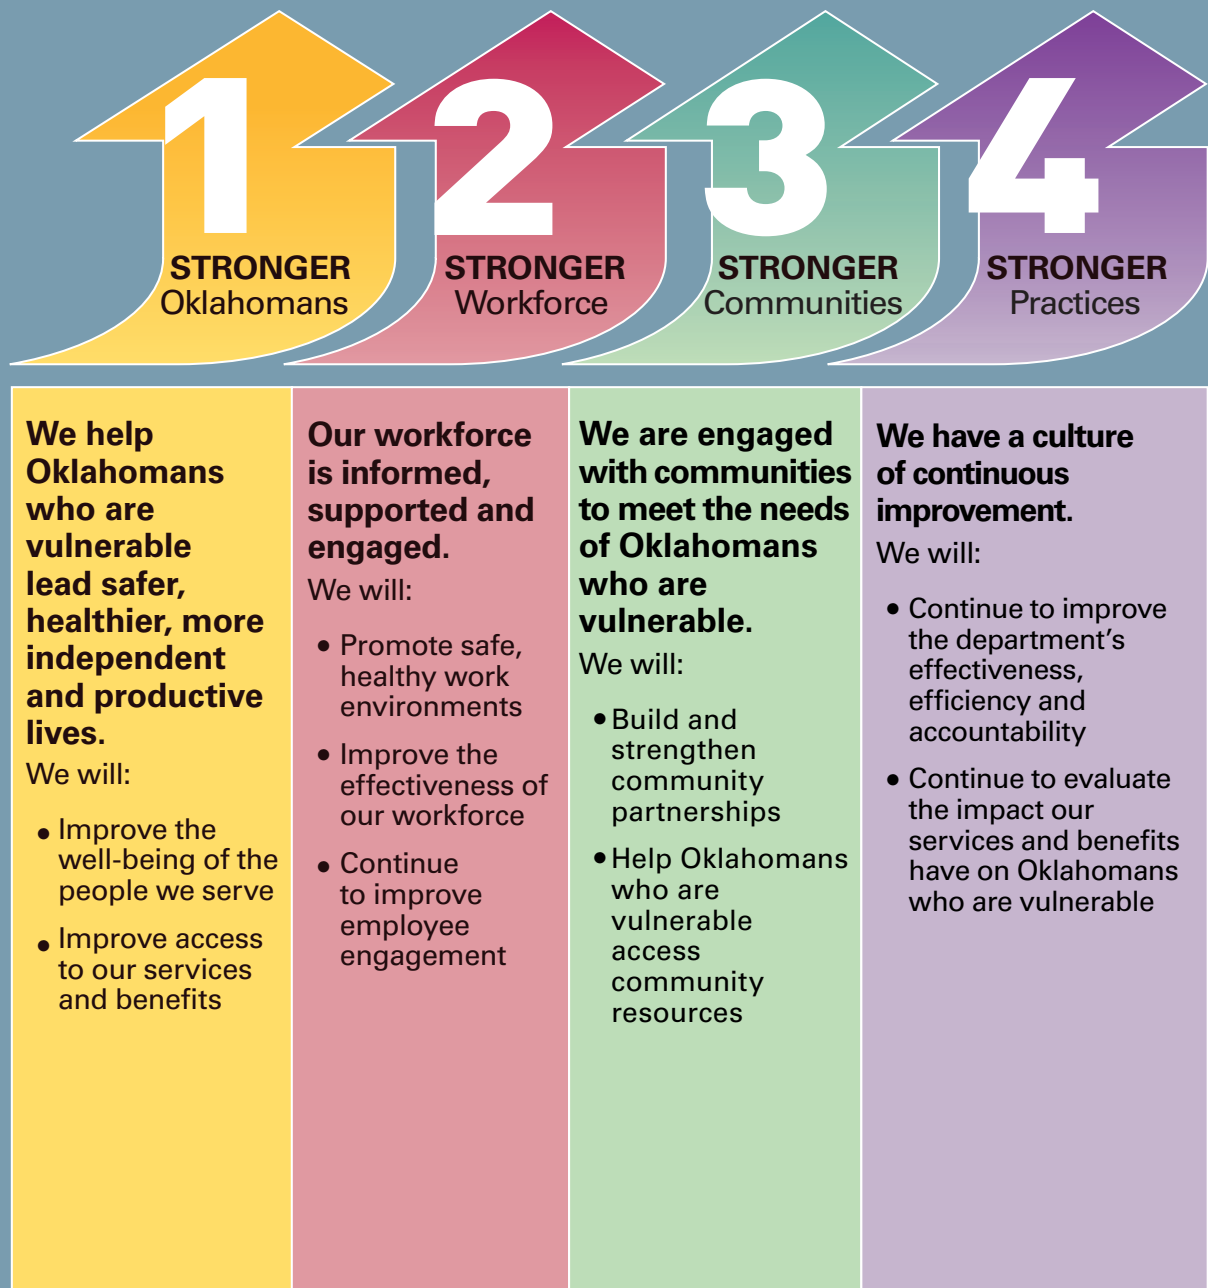 1
STRONGER
Oklahomans
2
STRONGER
Workforce
3
STRONGER
Communities
4
STRONGER
Practices
We help
Oklahomans
who are
vulnerable
lead safer,
healthier, more
independent
and productive
lives.
We will:
• Improve the
well-being of the
people we serve
• Improve access
to our services
and benefits
Our workforce
is informed,
supported and
engaged.
We will:
• Promote safe,
healthy work
environments
• Improve the
effectiveness of
our workforce
• Continue
to improve
employee
engagement
We are engaged
with communities
to meet the needs
of Oklahomans
who are
vulnerable.
We will:
• Build and
strengthen
community
partnerships
• Help Oklahomans
who are
vulnerable
access
community
resources
We have a culture
of continuous
improvement.
We will:
• Continue to improve
the department’s
effectiveness,
efficiency and
accountability
• Continue to evaluate
the impact our
services and benefits
have on Oklahomans
who are vulnerable